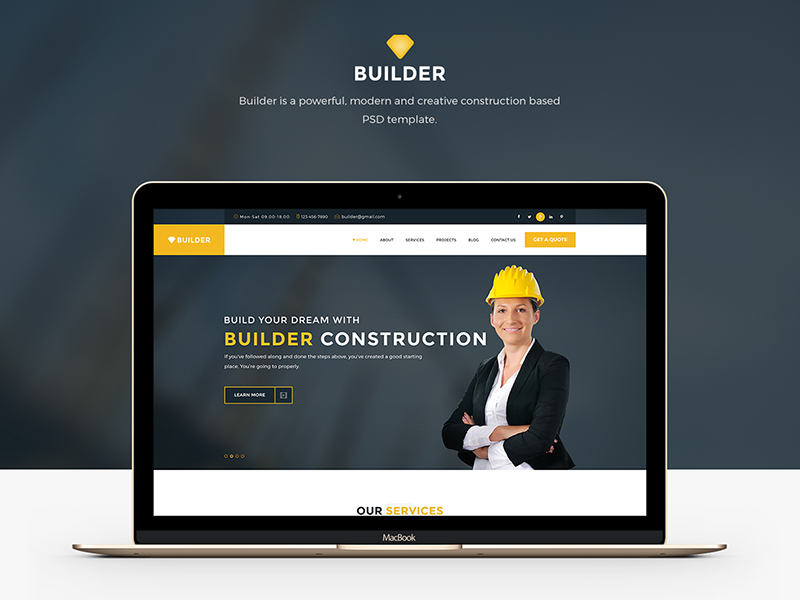 BUILDER
Builder is a powerful, modern and creative construction based
PSD template.
Mon-Sat 09.00-18.00 123-456-7890 builder@gmail.com
BUILDER
HOME ABOUT SERVICES PROJECTS BLOG CONTACT US GET A QUOTE
BUILD YOUR DREAM WITH
BUILDER CONSTRUCTION
If you've followed along and done the steps above, you've created a good starting
place. You're going to properly.
LEARN MORE
OUR SERVICES
MacBook